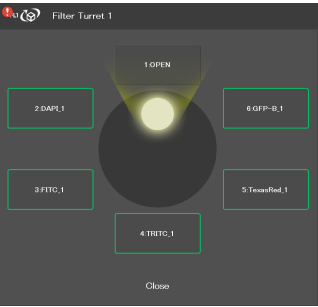 Filter Turret 1
1:OPEN
2:DAPI_1
6:GFP-B_1
3:FITC_1
5:TexasRed_1
4:TRITC_1
Close